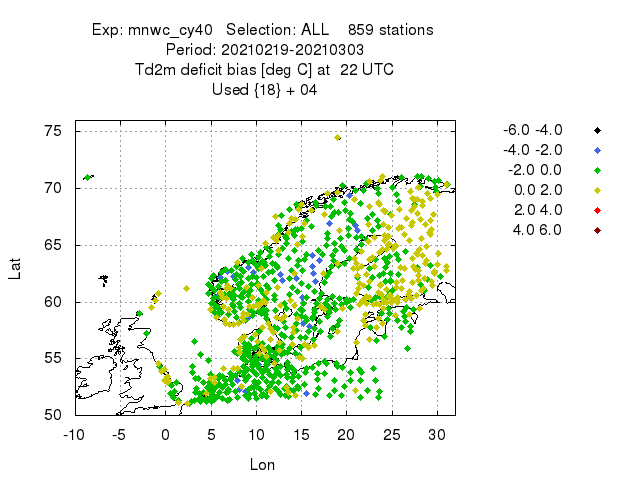 Exp: mnwc_cy40   Selection: ALL    859 stations
Period: 20210219-20210303
Td2m deficit bias [deg C] at  22 UTC
Used {18} + 04
-6.0 -4.0
-4.0 -2.0
-2.0 0.0
0.0 2.0
2.0 4.0
4.0 6.0
75
70
65
60
55
50
Lat
-10 -5 0 5 10 15 20 25 30
Lon